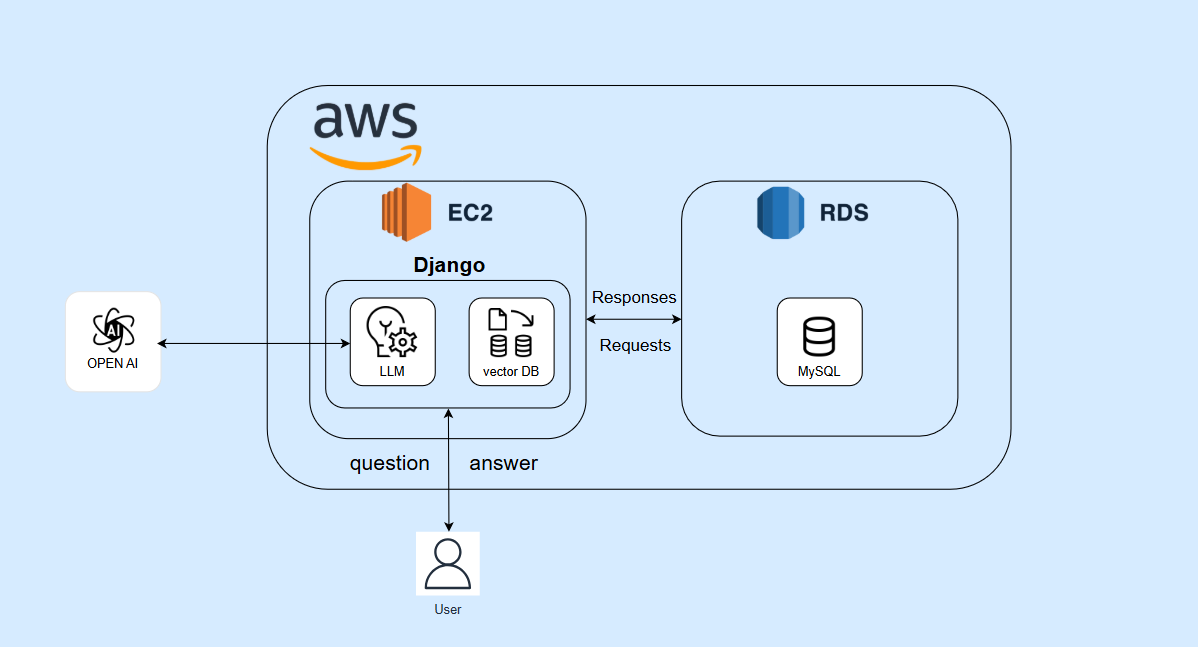 aws
EC2
RDS
Django
AI
OPEN AI
LLM
vector DB
Responses
Requests
MySQL
question answer
User